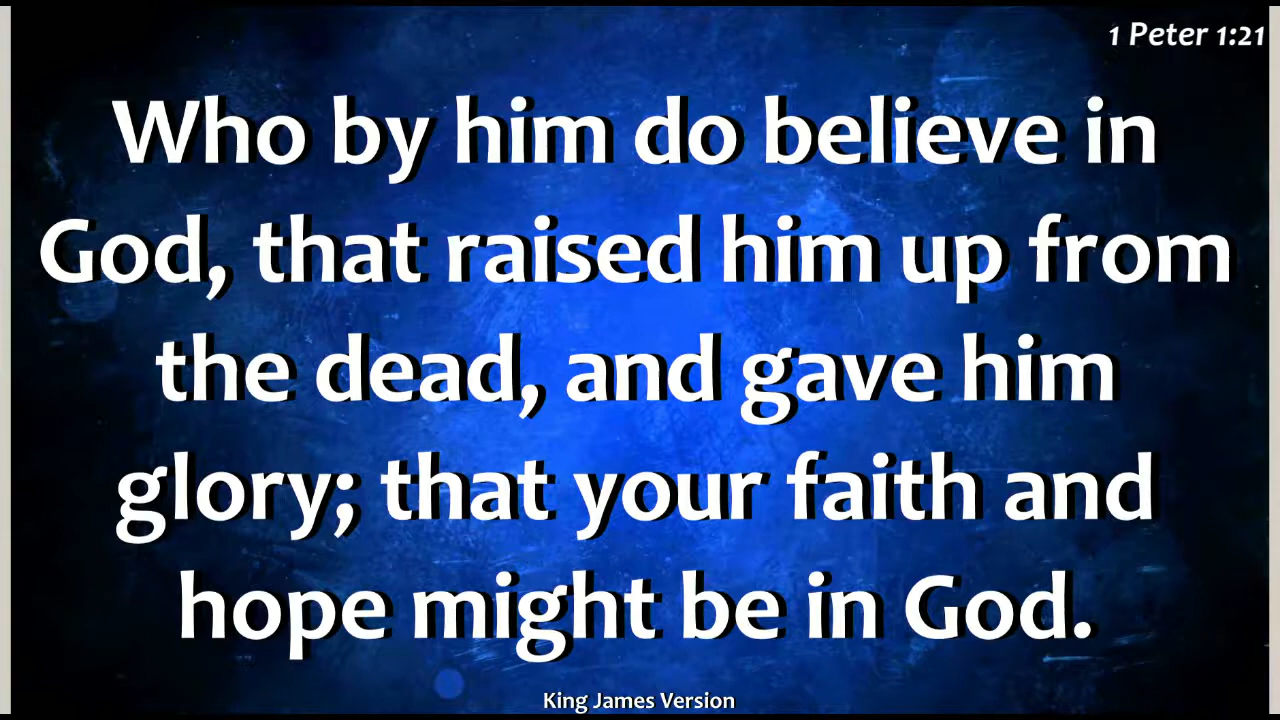 1 Peter 1:21
Who by him do believe in
God, that raised him up from
the dead, and gave him
glory; that your faith and
hope might be in God.
King James Version